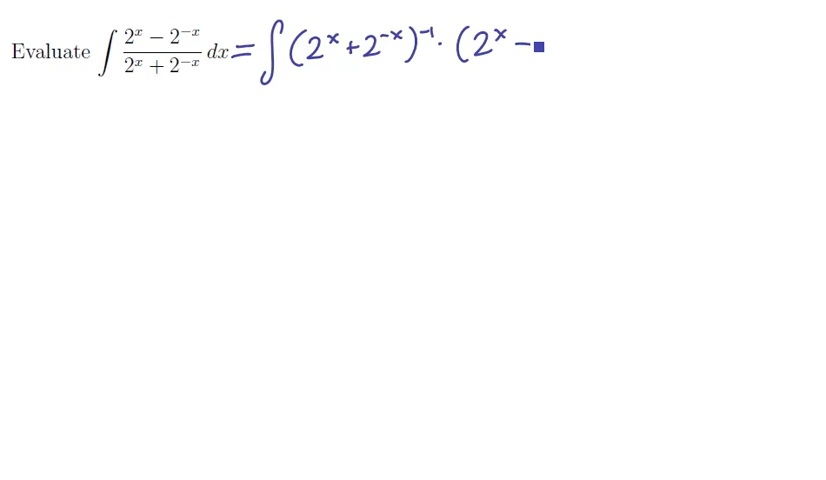 Evaluate ∫ (2^x − 2^{−x})/(2^x + 2^{−x}) dx = ∫ (2^x + 2^{−x})^{−1} · (2^x −